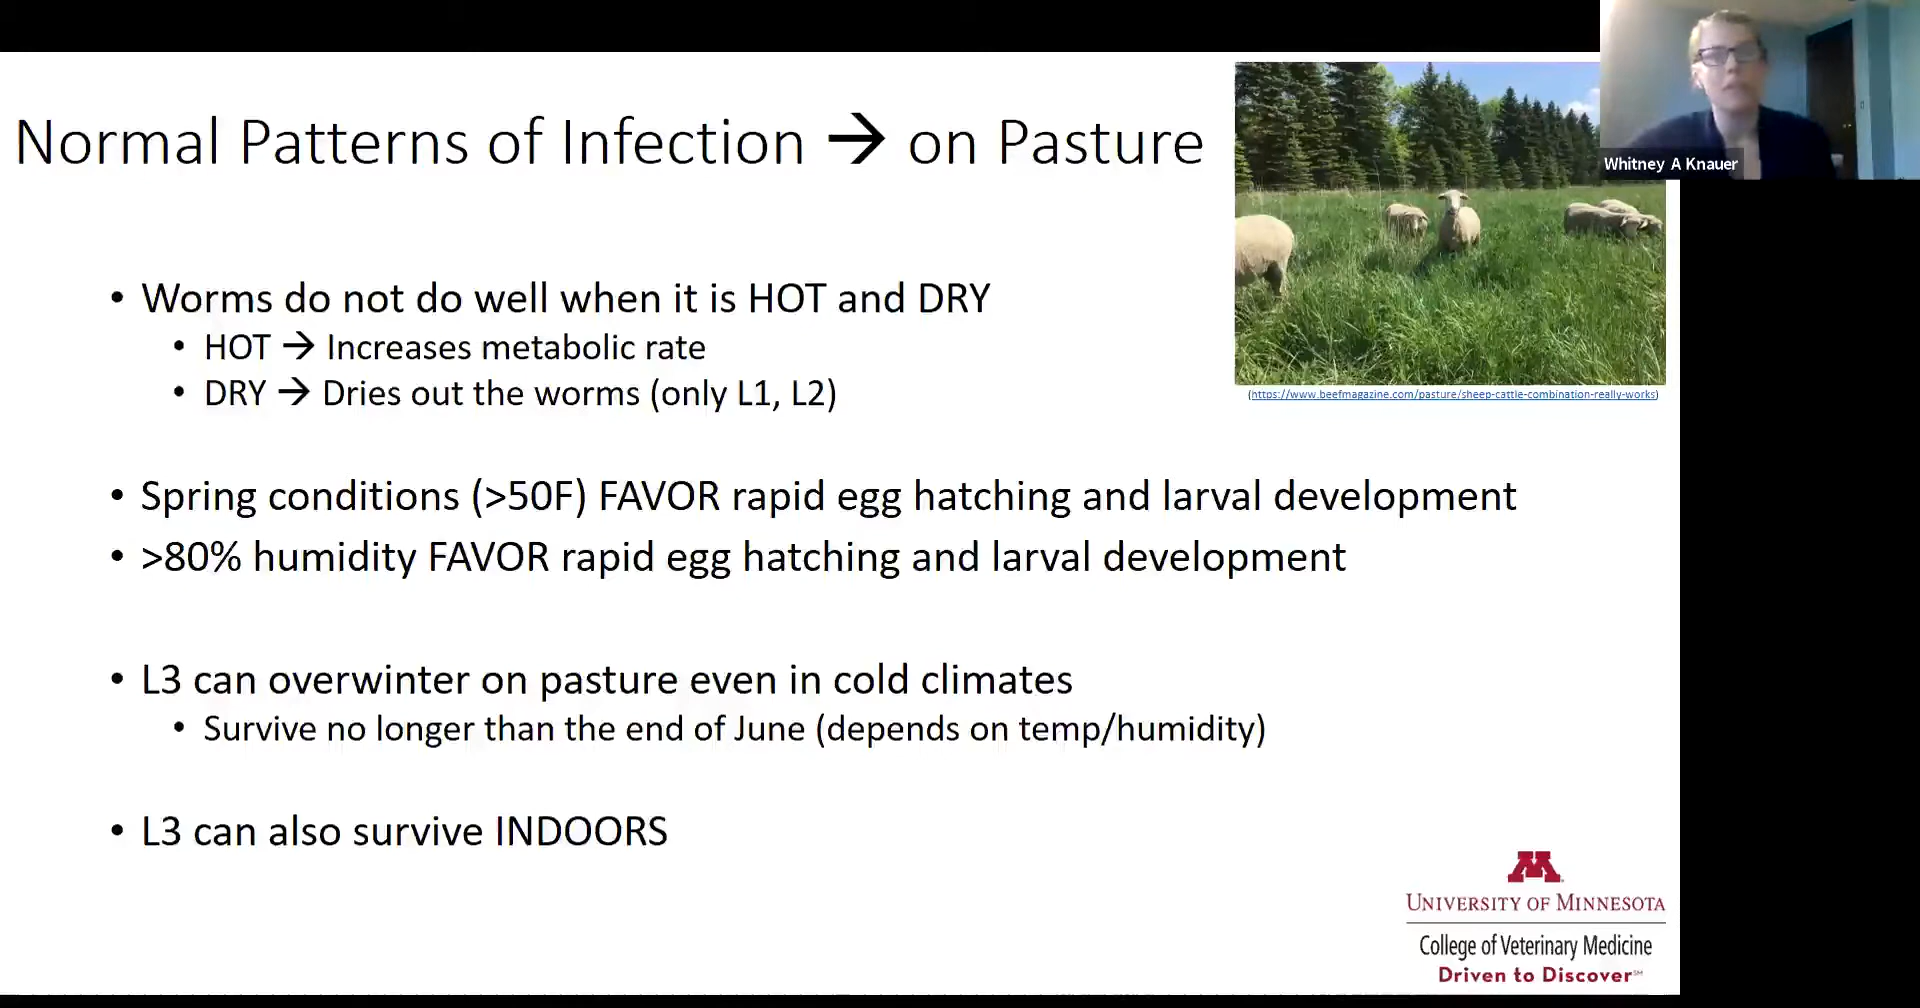 Whitney A Knauer
Normal Patterns of Infection → on Pasture
• Worms do not do well when it is HOT and DRY
• HOT → Increases metabolic rate
• DRY → Dries out the worms (only L1, L2)
(https://www.beefmagazine.com/pasture/sheep-cattle-combination-really-works)
• Spring conditions (>50F) FAVOR rapid egg hatching and larval development
• >80% humidity FAVOR rapid egg hatching and larval development
• L3 can overwinter on pasture even in cold climates
• Survive no longer than the end of June (depends on temp/humidity)
• L3 can also survive INDOORS
M
UNIVERSITY OF MINNESOTA
College of Veterinary Medicine
Driven to Discover℠